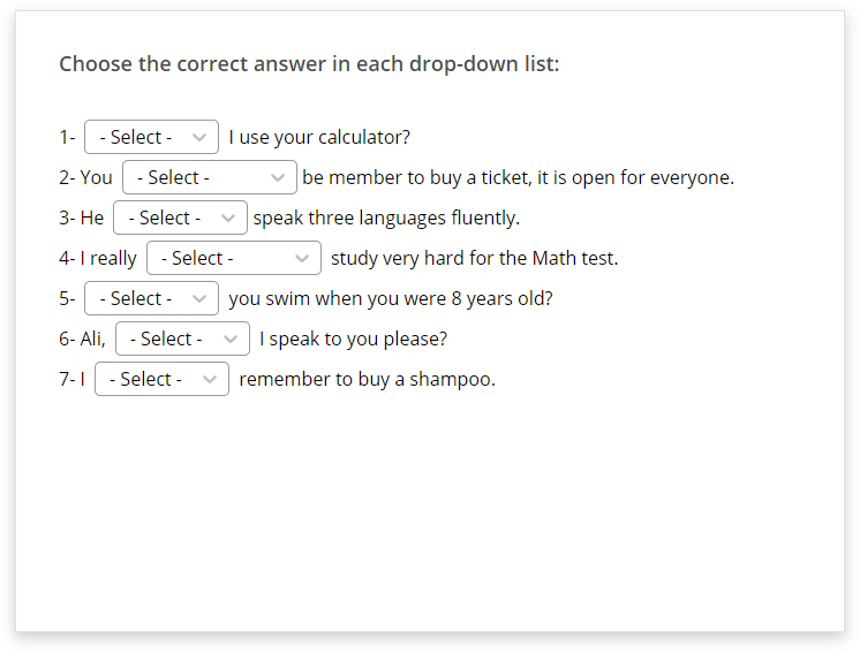 Choose the correct answer in each drop-down list:
1- - Select - I use your calculator?
2- You - Select - be member to buy a ticket, it is open for everyone.
3- He - Select - speak three languages fluently.
4- I really - Select - study very hard for the Math test.
5- - Select - you swim when you were 8 years old?
6- Ali, - Select - I speak to you please?
7- I - Select - remember to buy a shampoo.